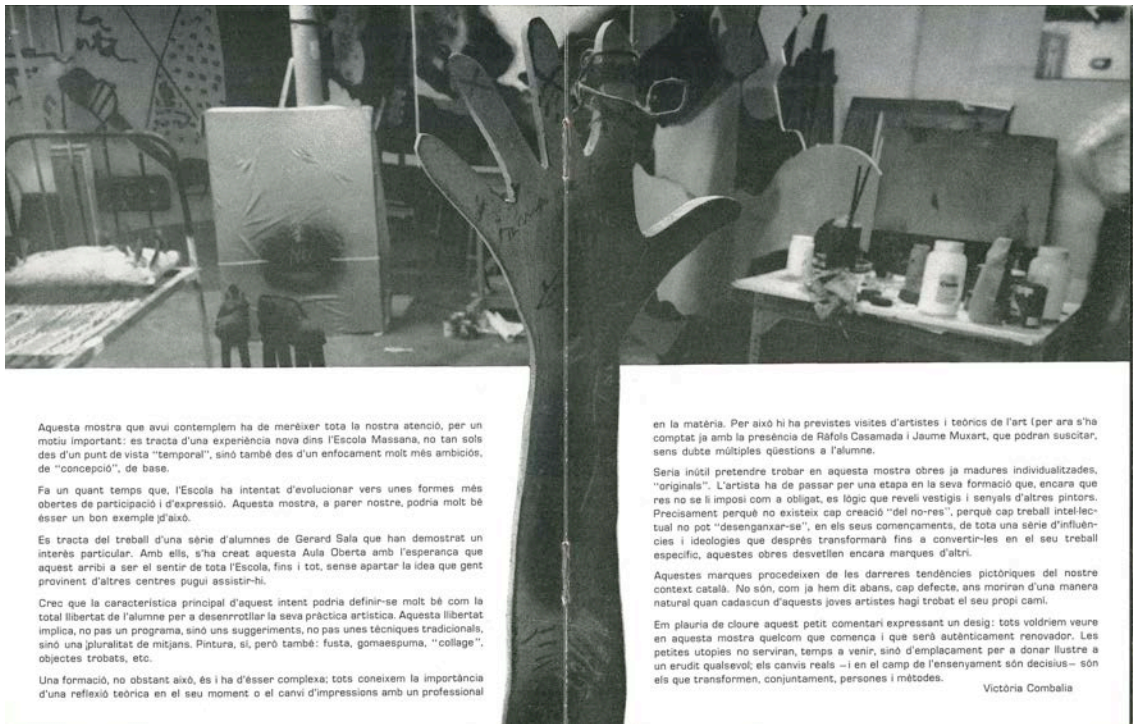 Aquesta mostra que avui contemplem ha de merèixer tota la nostra atenció, per un
motiu important: es tracta d'una experiència nova dins l'Escola Massana, no tan sols
des d'un punt de vista "temporal", sinó també des d'un enfocament molt més ambiciós,
de "concepció", de base.
Fa un quant temps que, l'Escola ha intentat d'evolucionar vers unes formes més
obertes de participació i d'expressió. Aquesta mostra, a parer nostre, podria molt bé
ésser un bon exemple d'això.
Es tracta del treball d'una sèrie d'alumnes de Gerard Sala que han demostrat un
interès particular. Amb ells, s'ha creat aquesta Aula Oberta amb l'esperança que
aquest arribi a ser el sentir de tota l'Escola, fins i tot, sense apartar la idea que gent
provinent d'altres centres pugui assistir-hi.
Crec que la característica principal d'aquest intent podria definir-se molt bé com la
total llibertat de l'alumne per a desenrrotllar la seva pràctica artística. Aquesta llibertat
implica, no pas un programa, sinó uns suggeriments, no pas unes tècniques tradicionals,
sinó una pluralitat de mitjans. Pintura, sí, però també: fusta, gomaespuma, "collage",
objectes trobats, etc.
Una formació, no obstant això, és i ha d'ésser complexa; tots coneixem la importància
d'una reflexió teòrica en el seu moment o el canvi d'impressions amb un professional
en la matèria. Per això hi ha previstes visites d'artistes i teòrics de l'art (per ara s'ha
comptat ja amb la presència de Ràfols Casamada i Jaume Muxart, que podran suscitar,
sens dubte múltiples qüestions a l'alumne.
Seria inútil pretendre trobar en aquesta mostra obres ja madures individualitzades,
"originals". L'artista ha de passar per una etapa en la seva formació que, encara que
res no se li imposi com a obligat, es lògic que reveli vestigis i senyals d'altres pintors.
Precisament perquè no existeix cap creació "del no-res", perquè cap treball intel·lec-
tual no pot "desenganxar-se", en els seus començaments, de tota una sèrie d'influèn-
cies i ideologies que desprès transformarà fins a convertir-les en el seu treball
específic, aquestes obres desvetllen encara marques d'altri.
Aquestes marques procedeixen de les darreres tendències pictòriques del nostre
context català. No són, com ja hem dit abans, cap defecte, ans moriran d'una manera
natural quan cadascun d'aquests joves artistes hagi trobat el seu propi camí.
Em plauria de cloure aquest petit comentari expressant un desig: tots voldríem veure
en aquesta mostra quelcom que comença i que serà autènticament renovador. Les
petites utopies no serviran, temps a venir, sinó d'emplaçament per a donar llustre a
un erudit qualsevol; els canvis reals —i en el camp de l'ensenyament són decisius— són
els que transformen, conjuntament, persones i mètodes.
Victòria Combalia